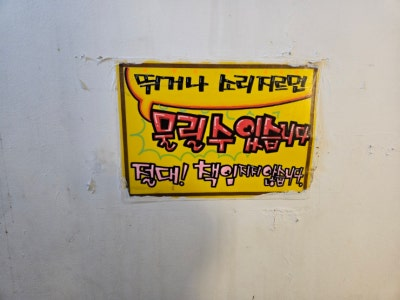 뛰거나 소리지르면
물릴 수 있습니다
절대! 책임지지 않습니다.